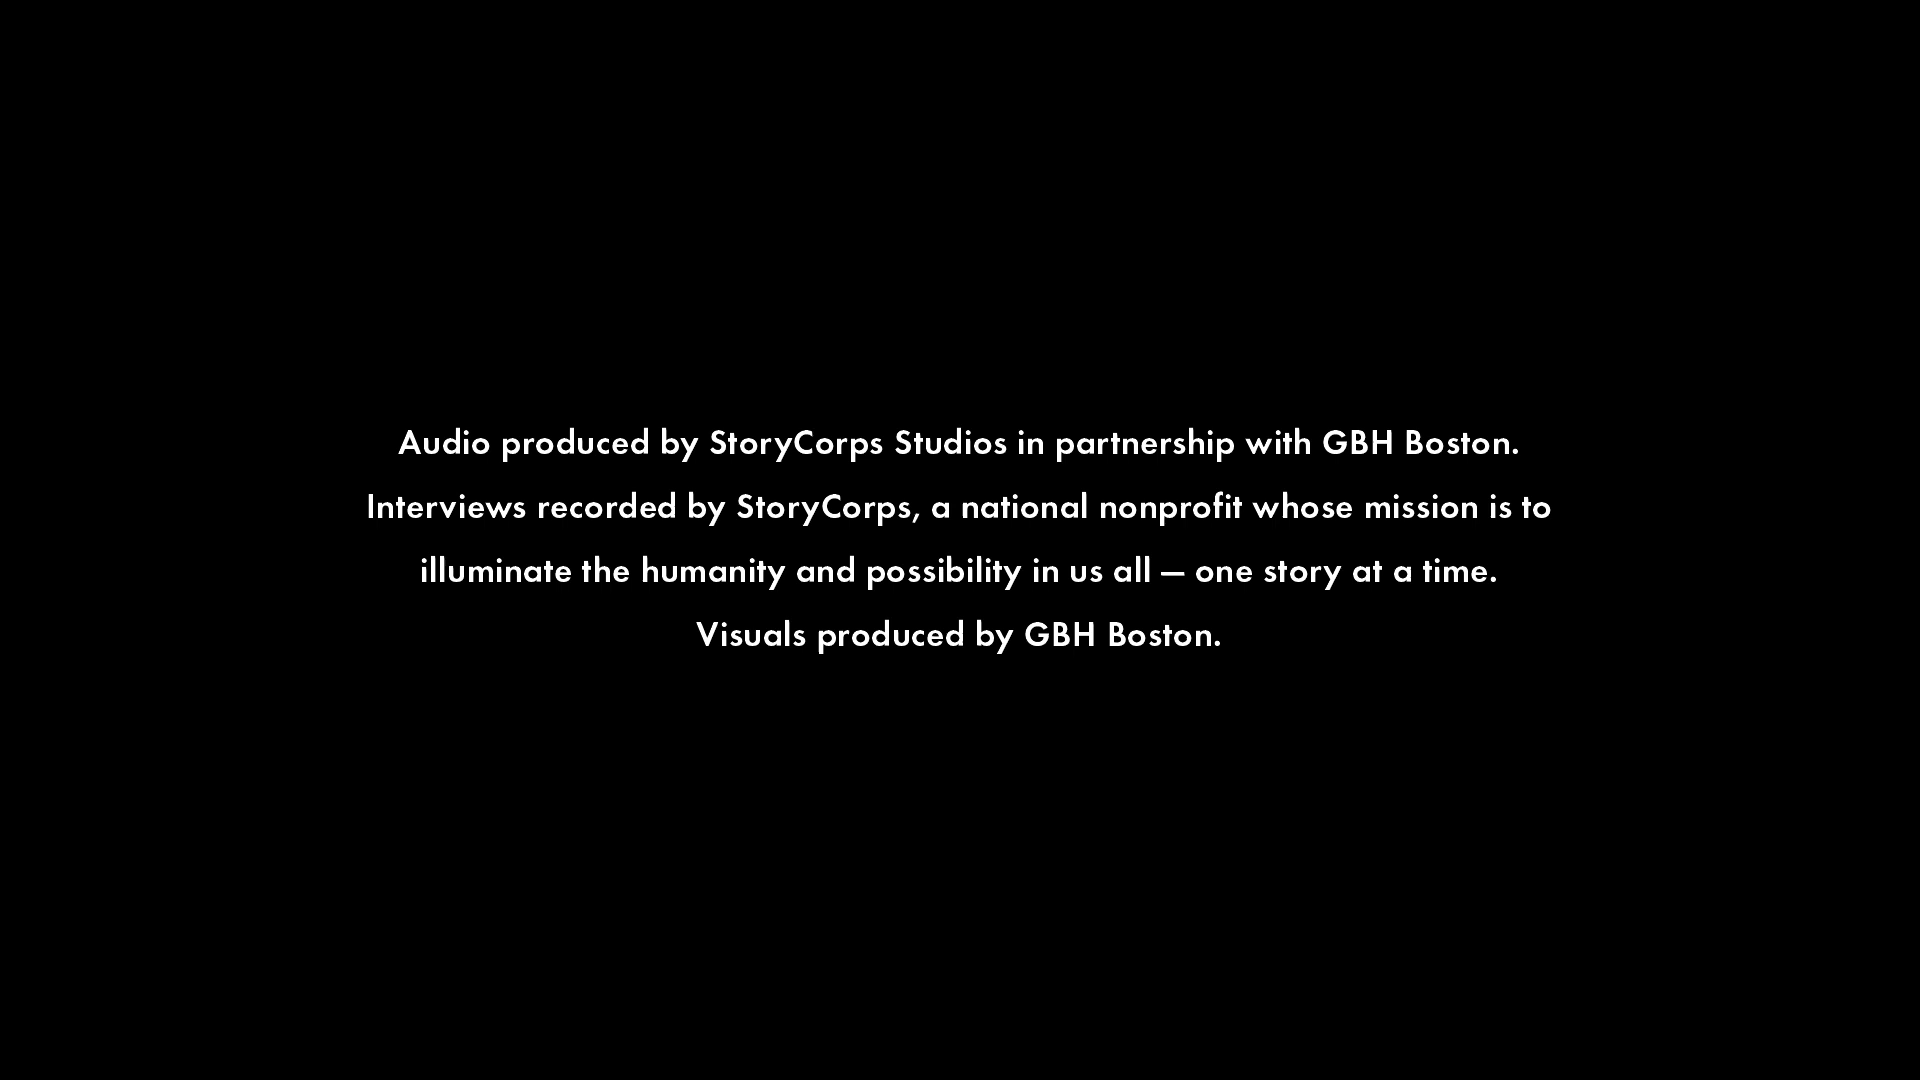 Audio produced by StoryCorps Studios in partnership with GBH Boston.
Interviews recorded by StoryCorps, a national nonprofit whose mission is to
illuminate the humanity and possibility in us all — one story at a time.
Visuals produced by GBH Boston.